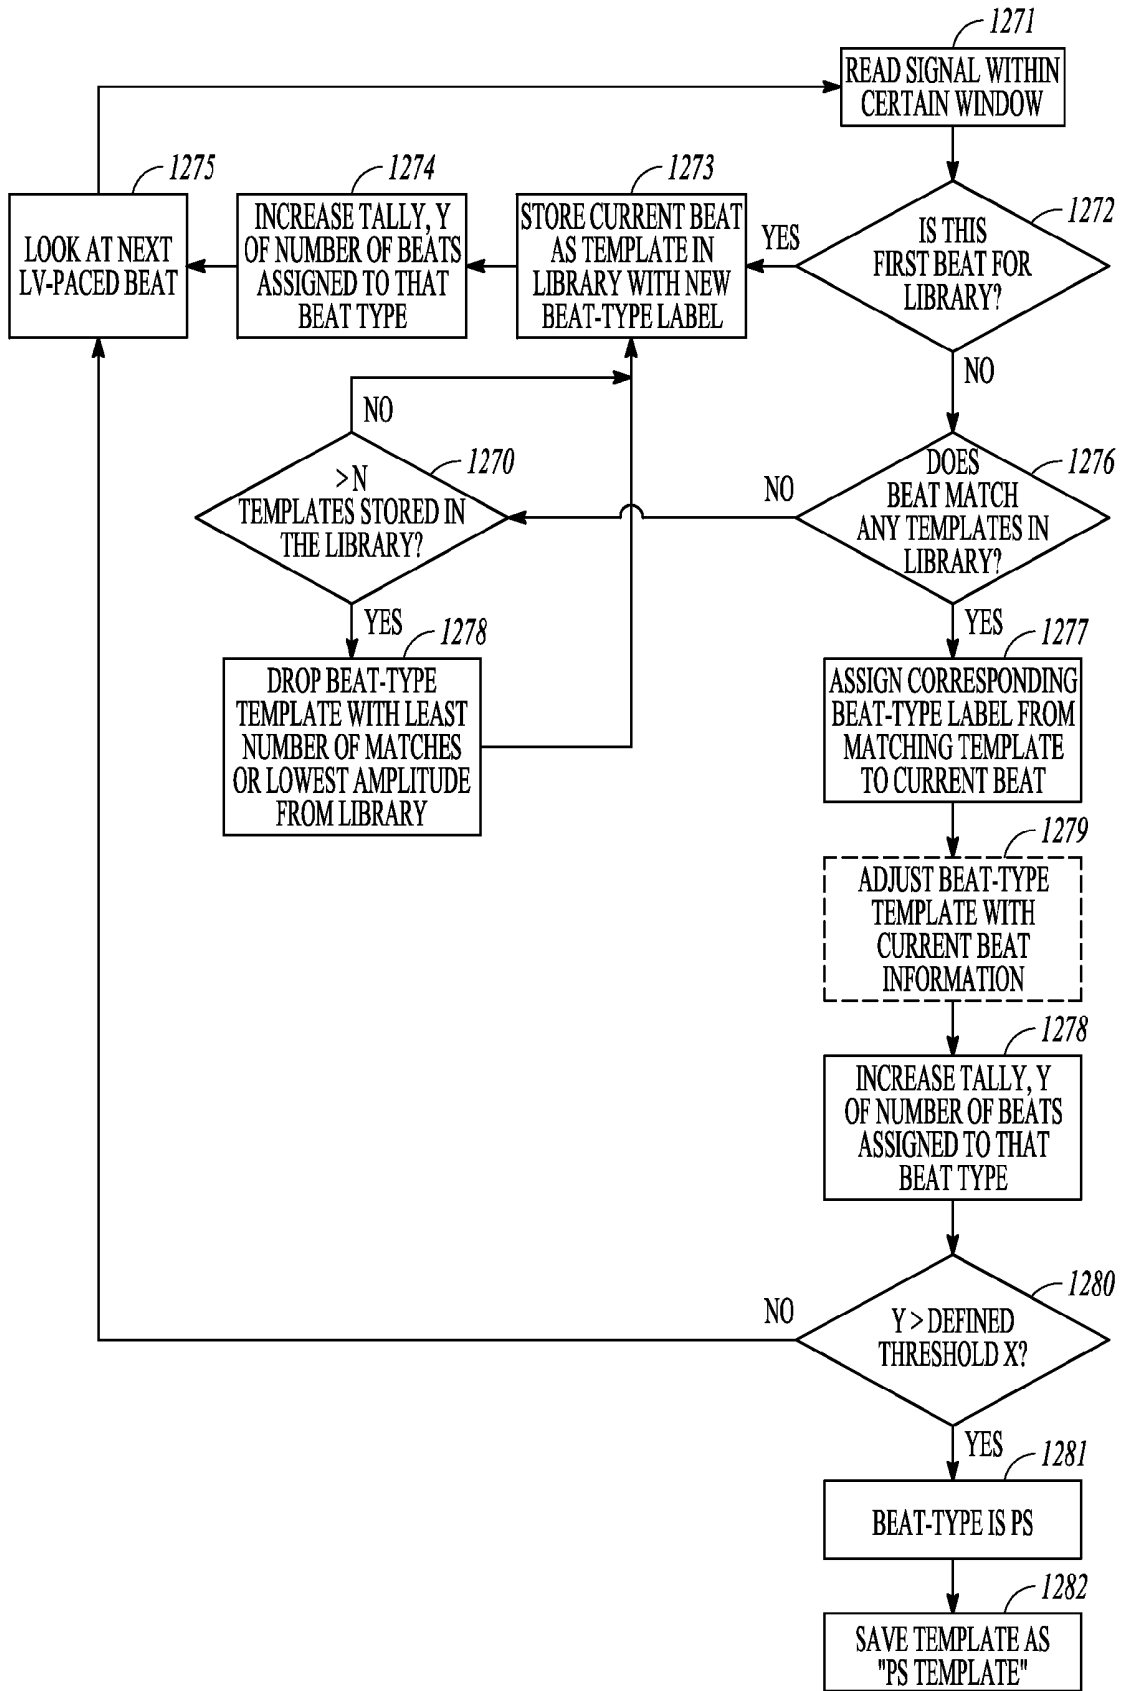 1271
READ SIGNAL WITHIN
CERTAIN WINDOW
1275
LOOK AT NEXT
LV-PACED BEAT
1274
INCREASE TALLY, Y
OF NUMBER OF BEATS
ASSIGNED TO THAT
BEAT TYPE
1273
STORE CURRENT BEAT
AS TEMPLATE IN
LIBRARY WITH NEW
BEAT-TYPE LABEL
YES
1272
IS THIS
FIRST BEAT FOR
LIBRARY?
NO
NO
1270
>N
TEMPLATES STORED IN
THE LIBRARY?
NO
1276
DOES
BEAT MATCH
ANY TEMPLATES IN
LIBRARY?
YES
1278
DROP BEAT-TYPE
TEMPLATE WITH LEAST
NUMBER OF MATCHES
OR LOWEST AMPLITUDE
FROM LIBRARY
YES
1277
ASSIGN CORRESPONDING
BEAT-TYPE LABEL FROM
MATCHING TEMPLATE
TO CURRENT BEAT
1279
ADJUST BEAT-TYPE
TEMPLATE WITH
CURRENT BEAT
INFORMATION
1278
INCREASE TALLY, Y
OF NUMBER OF BEATS
ASSIGNED TO THAT
BEAT TYPE
NO
1280
Y > DEFINED
THRESHOLD X?
YES
1281
BEAT-TYPE IS PS
1282
SAVE TEMPLATE AS
"PS TEMPLATE"